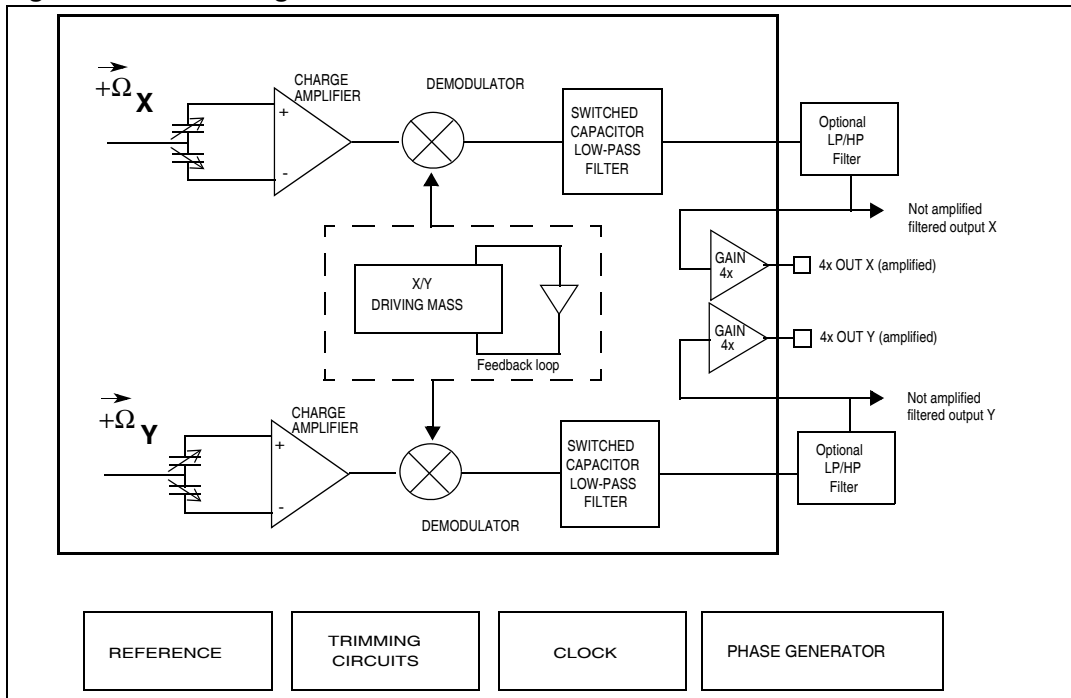 +Ω X
CHARGE
AMPLIFIER
+
-
DEMODULATOR
SWITCHED
CAPACITOR
LOW-PASS
FILTER
Optional
LP/HP
Filter
Not amplified
filtered output X
GAIN
4x
4x OUT X (amplified)
X/Y
DRIVING MASS
Feedback loop
GAIN
4x
4x OUT Y (amplified)
Not amplified
filtered output Y
+Ω Y
CHARGE
AMPLIFIER
+
-
DEMODULATOR
SWITCHED
CAPACITOR
LOW-PASS
FILTER
Optional
LP/HP
Filter
REFERENCE
TRIMMING
CIRCUITS
CLOCK
PHASE GENERATOR